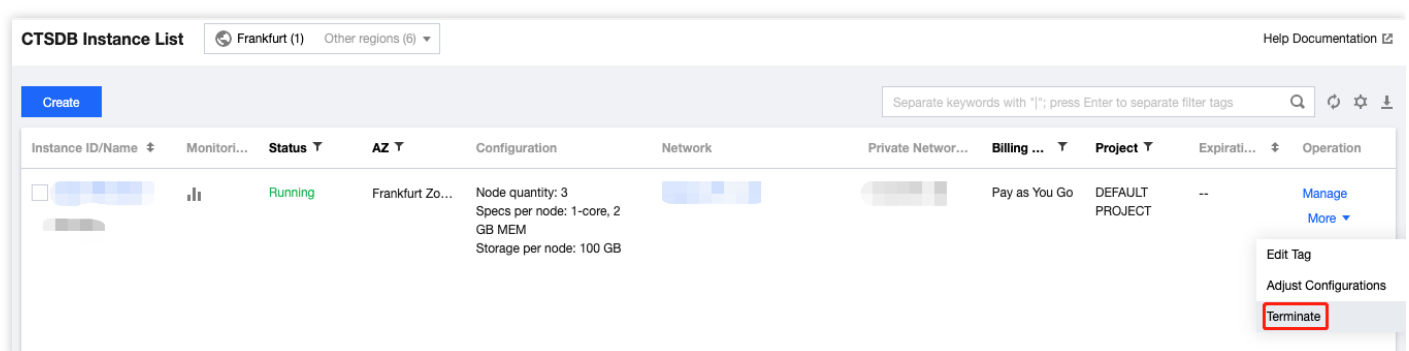 CTSDB Instance List
Frankfurt (1) Other regions (6)
Help Documentation
Create
Separate keywords with "|"; press Enter to separate filter tags
Instance ID/Name Monitori... Status AZ Configuration Network Private Networ... Billing ... Project Expirati... Operation
Running Frankfurt Zo... Node quantity: 3 Pay as You Go DEFAULT -- Manage
Specs per node: 1-core, 2 PROJECT
GB MEM More
Storage per node: 100 GB
Edit Tag
Adjust Configurations
Terminate